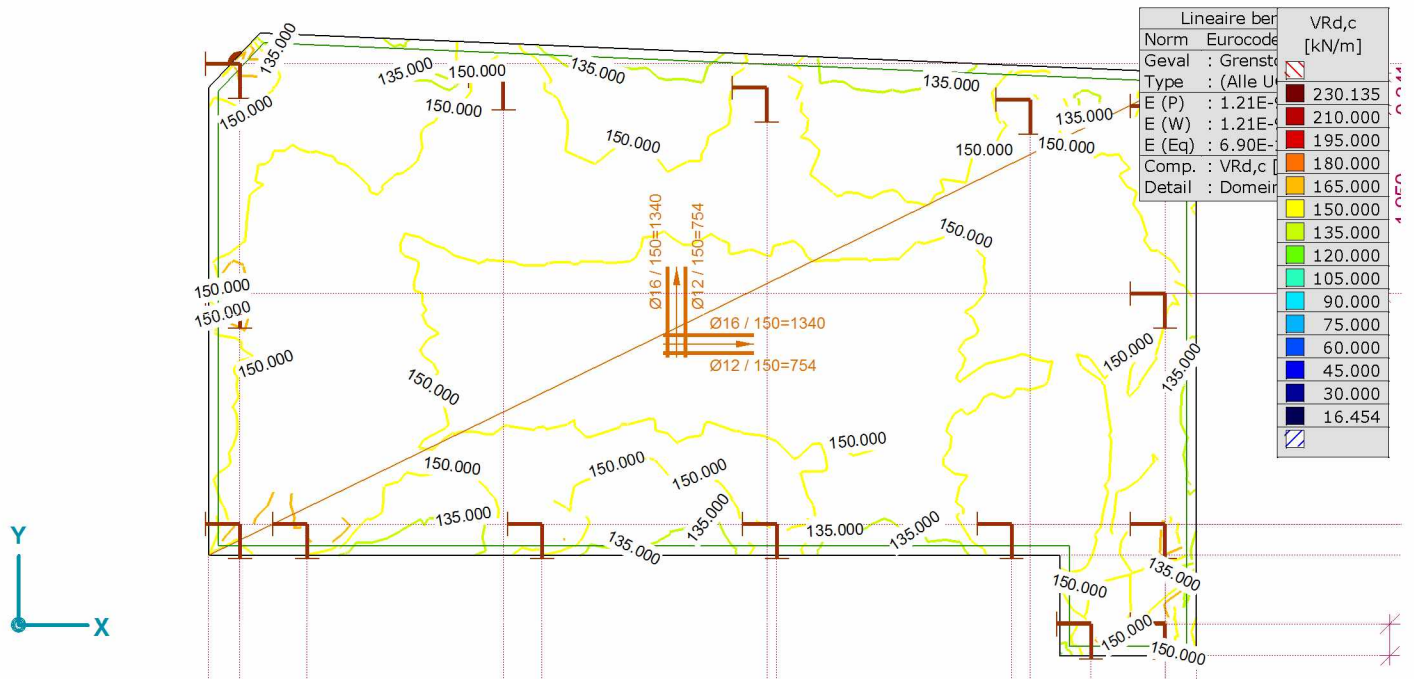 Lineaire ber
Norm Eurocode
Geval : Grenst
Type : (Alle U
E (P) : 1.21E-
E (W) : 1.21E-
E (Eq) : 6.90E-
Comp. : VRd,c [
Detail : Domein
VRd,c
[kN/m]
230.135
210.000
195.000
180.000
165.000
150.000
135.000
120.000
105.000
90.000
75.000
60.000
45.000
30.000
16.454
135.000
150.000
135.000
150.000
150.000
135.000
135.000
135.000
150.000
150.000
150.000
150.000
Ø16 / 150=1340
Ø12 / 150=754
150.000
150.000
Ø16 / 150=1340
Ø12 / 150=754
150.000
150.000
150.000
135.000
150.000
150.000
150.000
150.000
135.000
135.000
135.000
135.000
135.000
135.000
150.000
150.000
150.000
Y
X